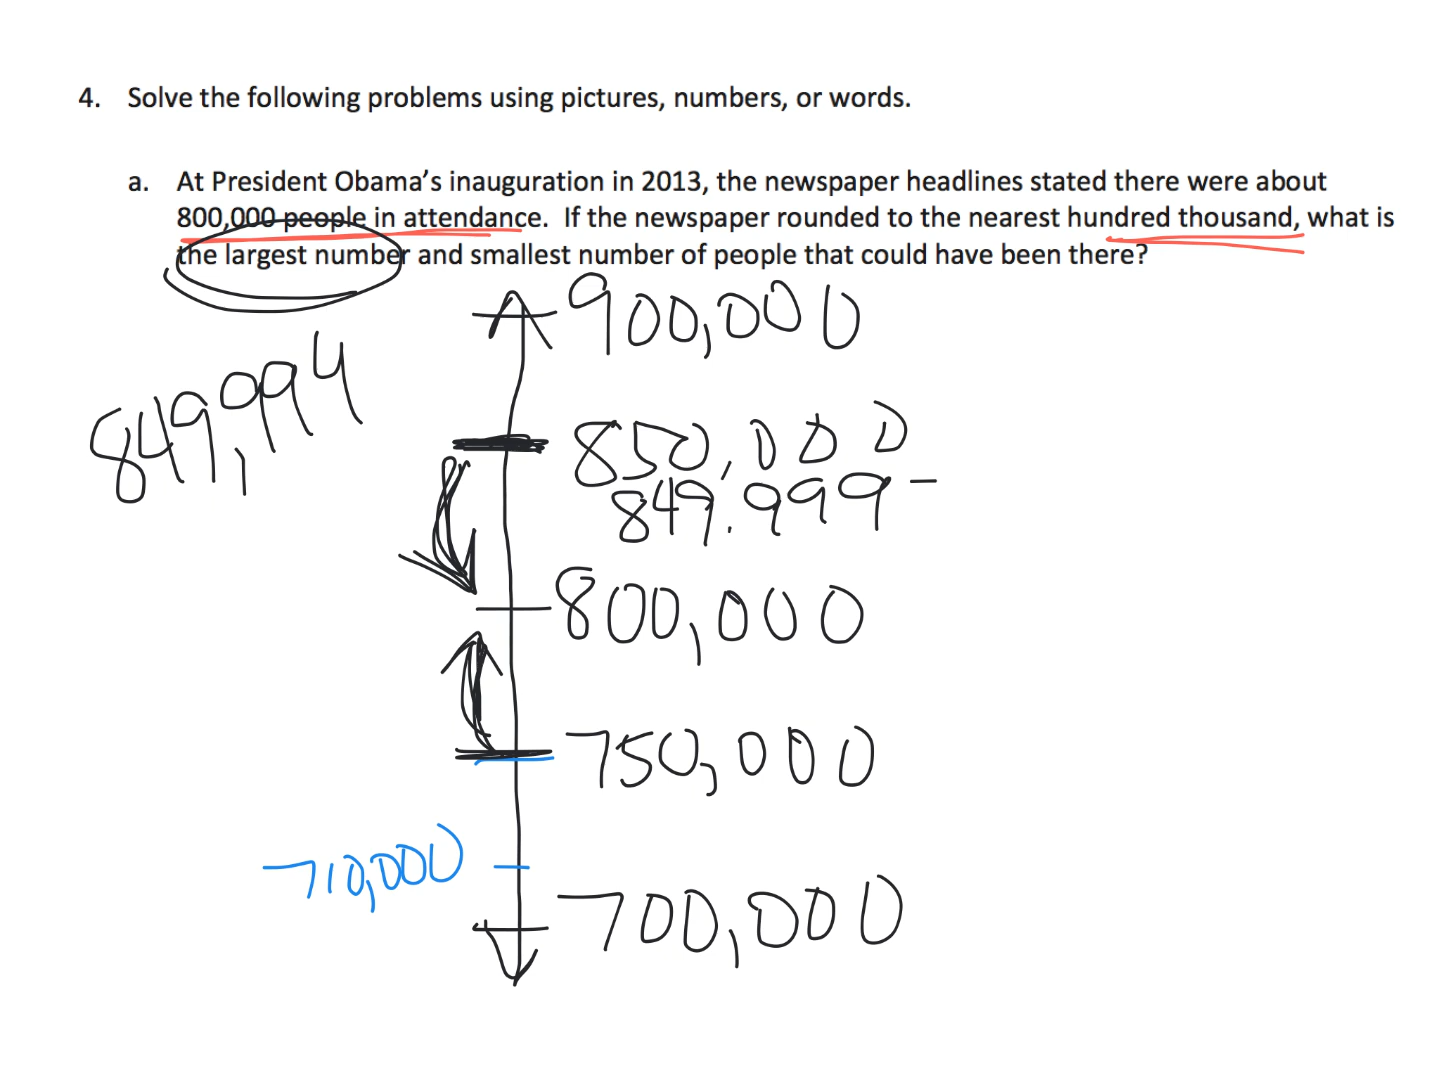 4. Solve the following problems using pictures, numbers, or words.
a. At President Obama’s inauguration in 2013, the newspaper headlines stated there were about
800,000 people in attendance. If the newspaper rounded to the nearest hundred thousand, what is
the largest number and smallest number of people that could have been there?
900,000
849,994
850,000
849,999
800,000
750,000
710,000
700,000